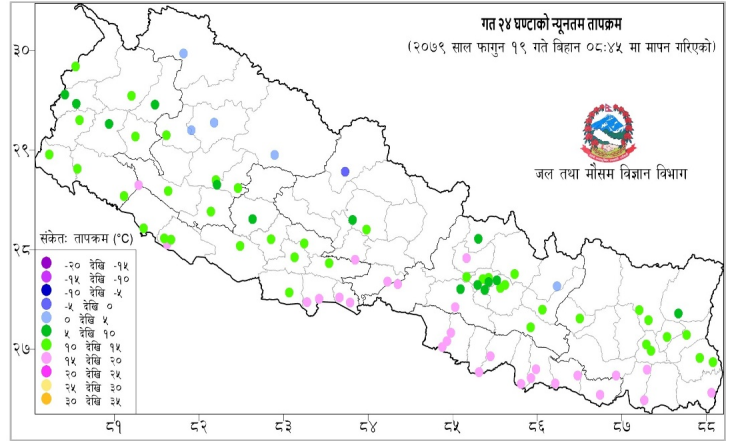 गत २४ घण्टाको न्यूनतम तापक्रम
(२०७९ साल फागुन १९ गते बिहान ०८:४५ मा मापन गरिएको)
जल तथा मौसम विज्ञान विभाग
३०
२९
२८
२७
संकेतः तापक्रम (°C)
-२० देखि -१५
-१५ देखि -१०
-१० देखि -५
-५ देखि ०
० देखि ५
५ देखि १०
१० देखि १५
१५ देखि २०
२० देखि २५
२५ देखि ३०
३० देखि ३५
८१ ८२ ८३ ८४ ८५ ८६ ८७ ८८